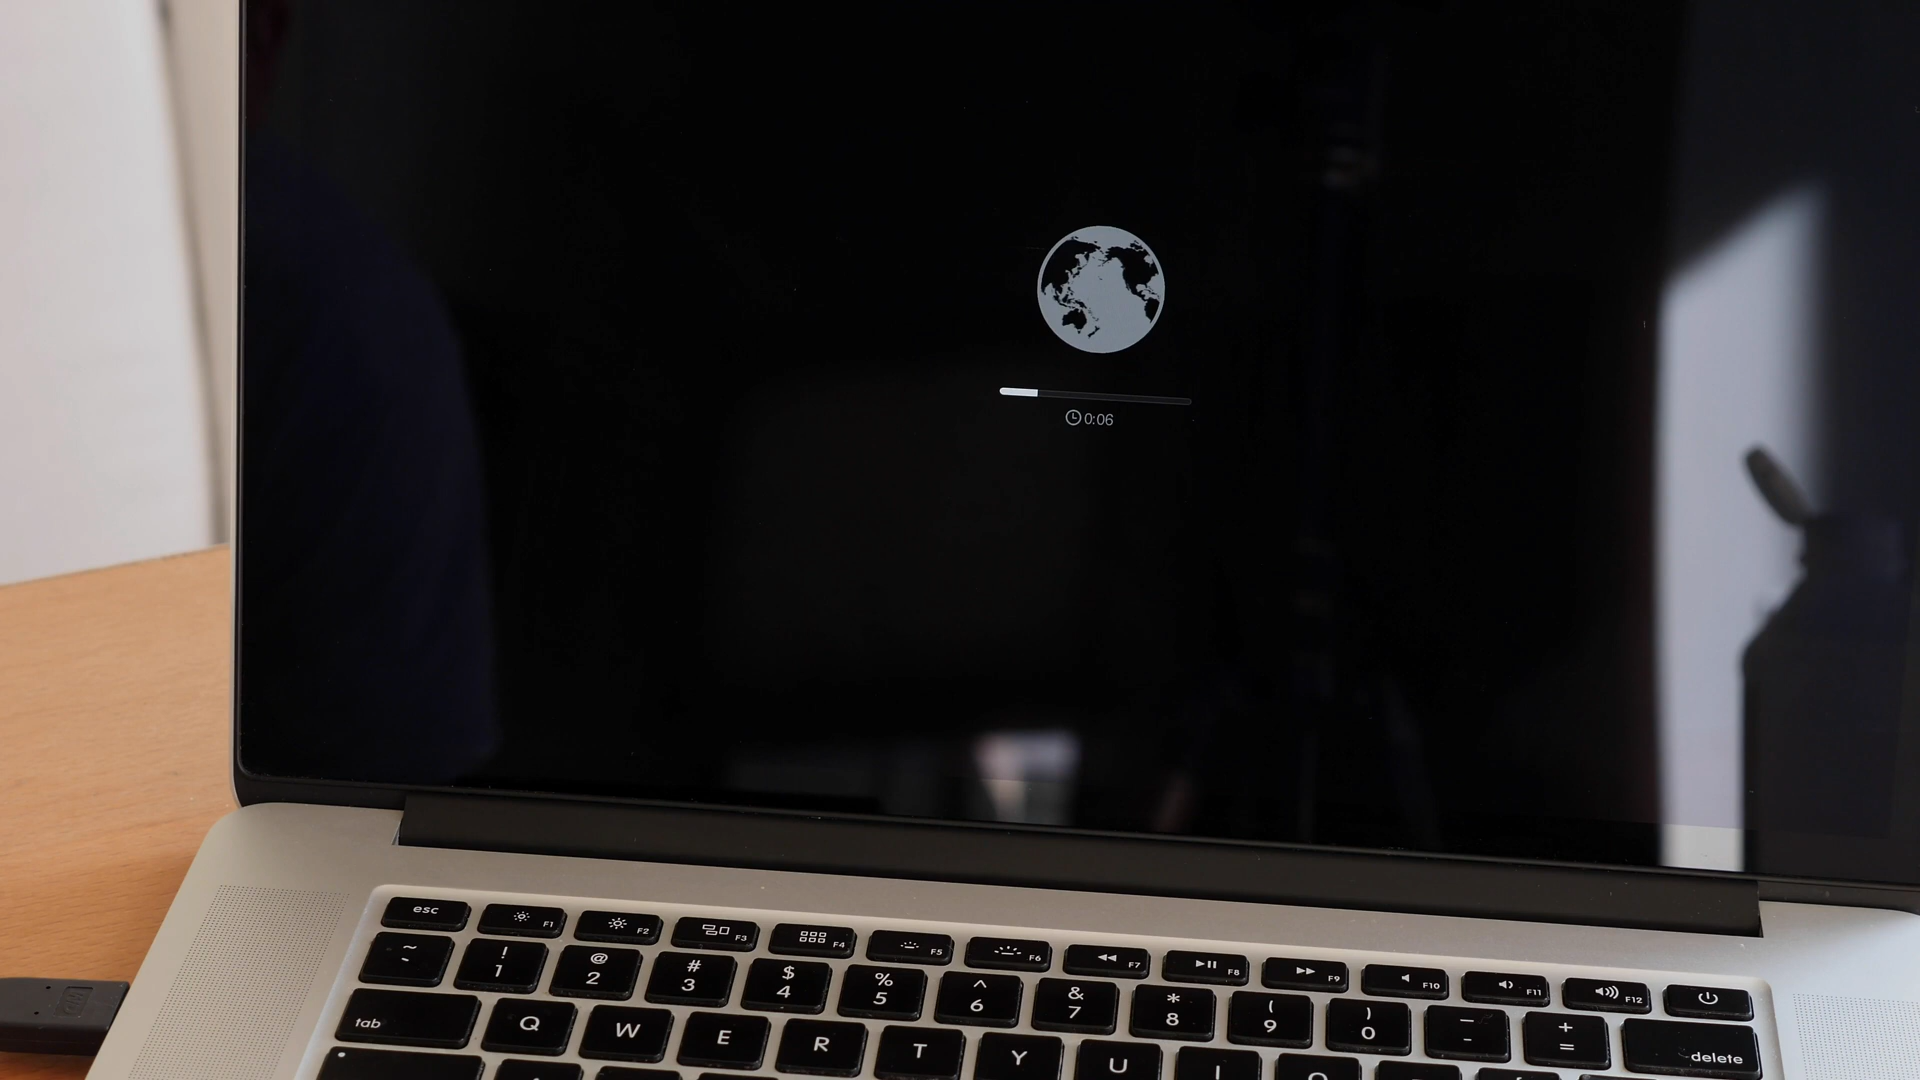 0:06
esc F1 F2 F3 F4 F5 F6 F7 F8 F9 F10 F11 F12
~ ! 1 @ 2 # 3 $ 4 % 5 ^ 6 & 7 * 8 ( 9 ) 0 — - + = delete
tab Q W E R T Y U I O